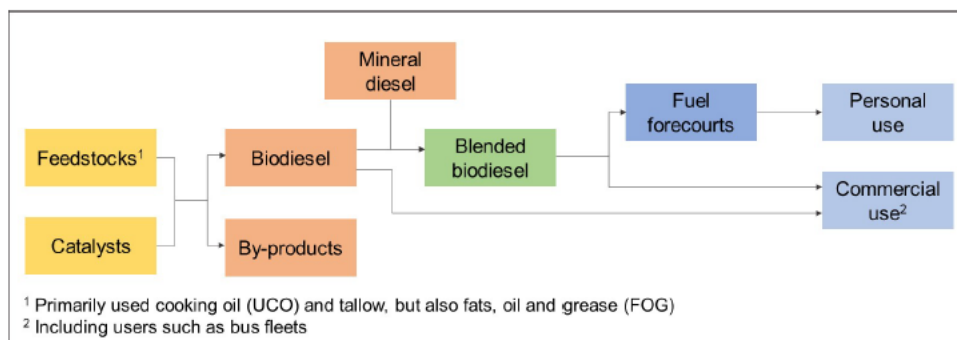 Mineral
diesel
Fuel
forecourts
Personal
use
Feedstocks¹
Biodiesel
Blended
biodiesel
Commercial
use²
Catalysts
By-products
¹ Primarily used cooking oil (UCO) and tallow, but also fats, oil and grease (FOG)
² Including users such as bus fleets